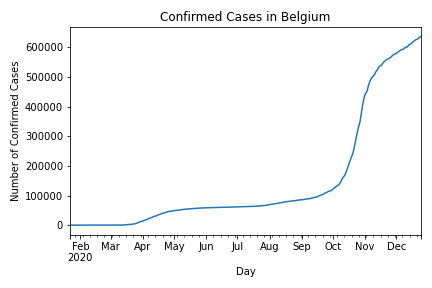 Confirmed Cases in Belgium
Number of Confirmed Cases
600000
500000
400000
300000
200000
100000
0
Feb Mar Apr May Jun Jul Aug Sep Oct Nov Dec
2020
Day